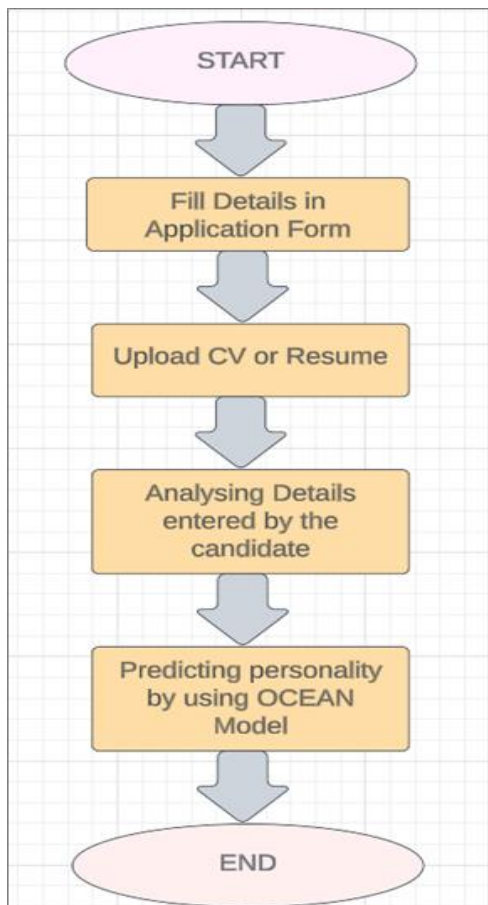 START
Fill Details in
Application Form
Upload CV or Resume
Analysing Details
entered by the
candidate
Predicting personality
by using OCEAN
Model
END